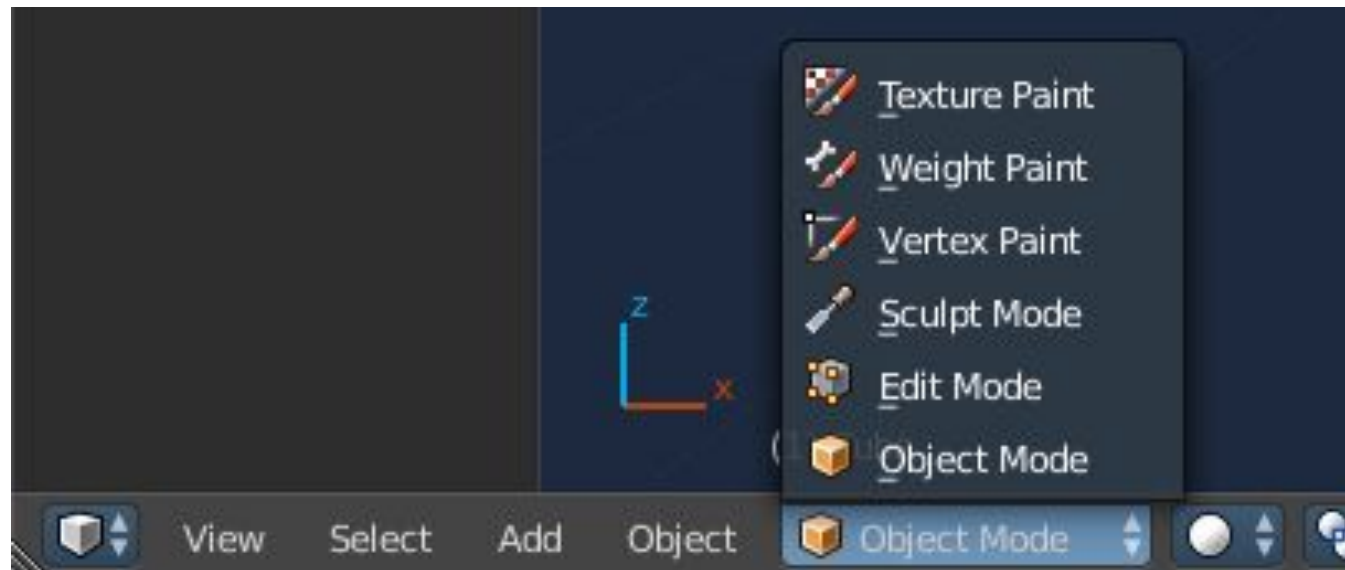 Texture Paint
Weight Paint
Vertex Paint
Sculpt Mode
Edit Mode
Object Mode
z
x
View Select Add Object Object Mode